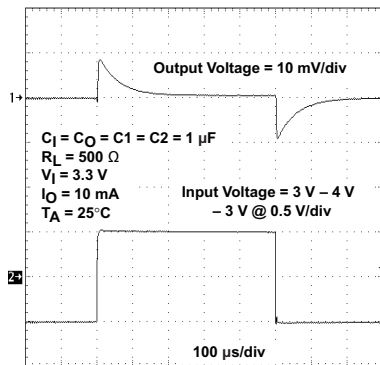 Output Voltage = 10 mV/div
1→
CI = CO = C1 = C2 = 1 µF
RL = 500 Ω
VI = 3.3 V
IO = 10 mA
TA = 25°C
Input Voltage = 3 V – 4 V
– 3 V @ 0.5 V/div
2→
100 µs/div